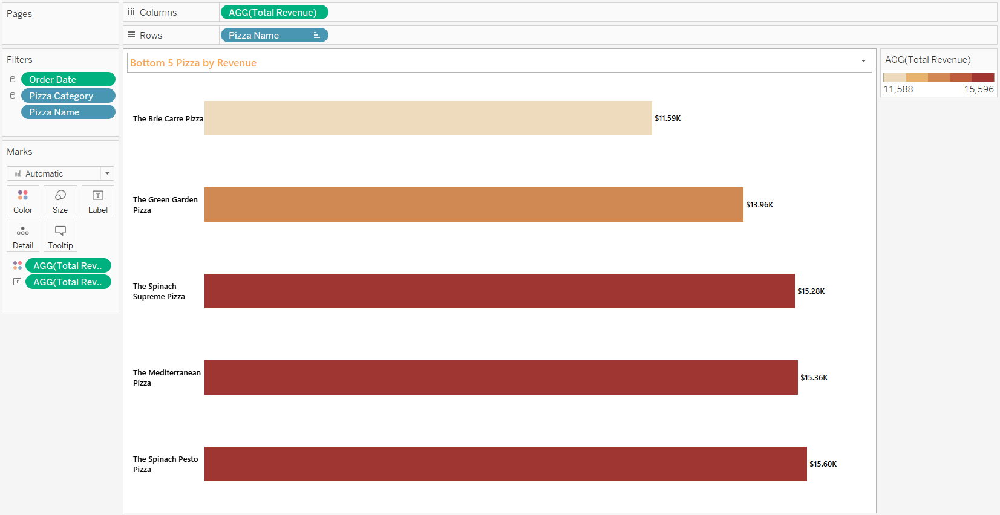 Pages
Columns
AGG(Total Revenue)
Rows
Pizza Name
Filters
Order Date
Pizza Category
Pizza Name
Marks
Automatic
Color
Size
Label
Detail
Tooltip
AGG(Total Rev..
AGG(Total Rev..
Bottom 5 Pizza by Revenue
The Brie Carre Pizza
$11.59K
The Green Garden
Pizza
$13.96K
The Spinach
Supreme Pizza
$15.28K
The Mediterranean
Pizza
$15.36K
The Spinach Pesto
Pizza
$15.60K
AGG(Total Revenue)
11,588
15,596